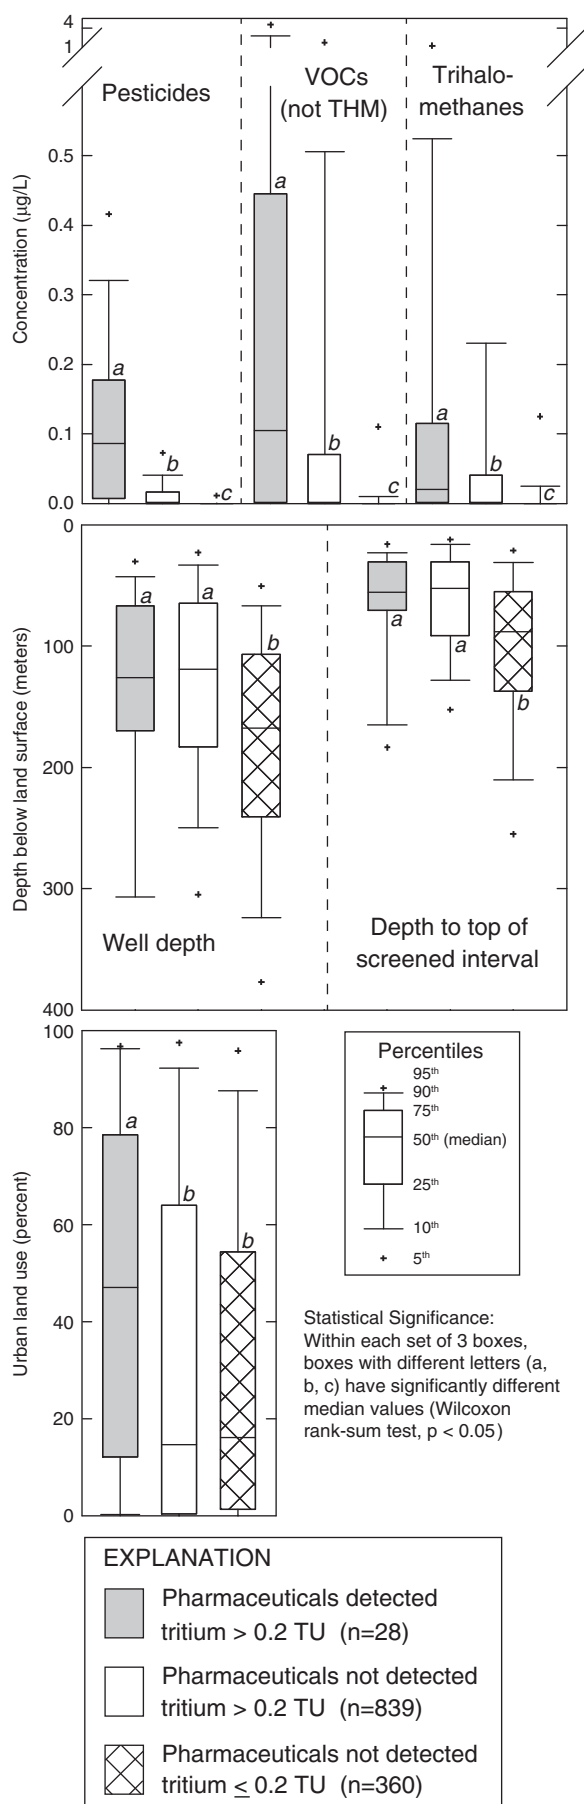 4
1
Pesticides
VOCs
(not THM)
Trihalo-
methanes
Concentration (µg/L)
0.5
0.4
0.3
0.2
0.1
0.0
a
b
c
a
b
c
a
b
c
Depth below land surface (meters)
0
100
200
300
400
a
a
b
a
a
b
Well depth
Depth to top of
screened interval
Urban land use (percent)
100
80
60
40
20
0
a
b
b
Percentiles
95th
90th
75th
50th (median)
25th
10th
5th
Statistical Significance:
Within each set of 3 boxes,
boxes with different letters (a,
b, c) have significantly different
median values (Wilcoxon
rank-sum test, p < 0.05)
EXPLANATION
Pharmaceuticals detected
tritium > 0.2 TU (n=28)
Pharmaceuticals not detected
tritium > 0.2 TU (n=839)
Pharmaceuticals not detected
tritium ≤ 0.2 TU (n=360)